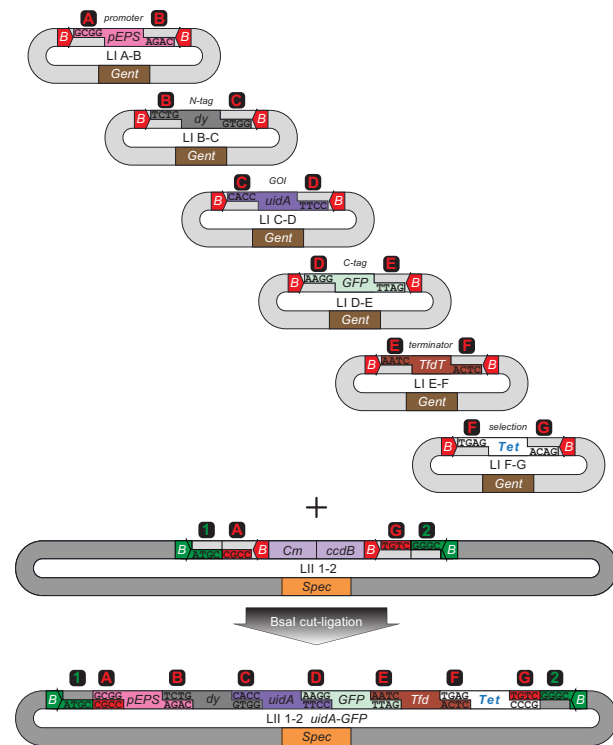 A promoter B
B GCGG pEPS AGAC B
LI A-B
Gent
B N-tag C
B TCTG dy GTGG B
LI B-C
Gent
C GOI D
B CACC uidA TTCC B
LI C-D
Gent
D C-tag E
B AAGG GFP TTAG B
LI D-E
Gent
E terminator F
B AATC TfdT ACTC B
LI E-F
Gent
F selection G
B TGAG Tet ACAG B
LI F-G
Gent
+
1 A G 2
B ATGC CGCC B Cm ccdB B TGTC GGGC B
LII 1-2
Spec
BsaI cut-ligation
1 A B C D E F G 2
GCGG TCTG CACC AAGG AATC TGAG TGTC GGGC
B pEPS dy uidA GFP Tfd Tet B
ATGC CGCC AGAC GTGG TTCC TTAG ACTC CCCG
LII 1-2 uidA-GFP
Spec